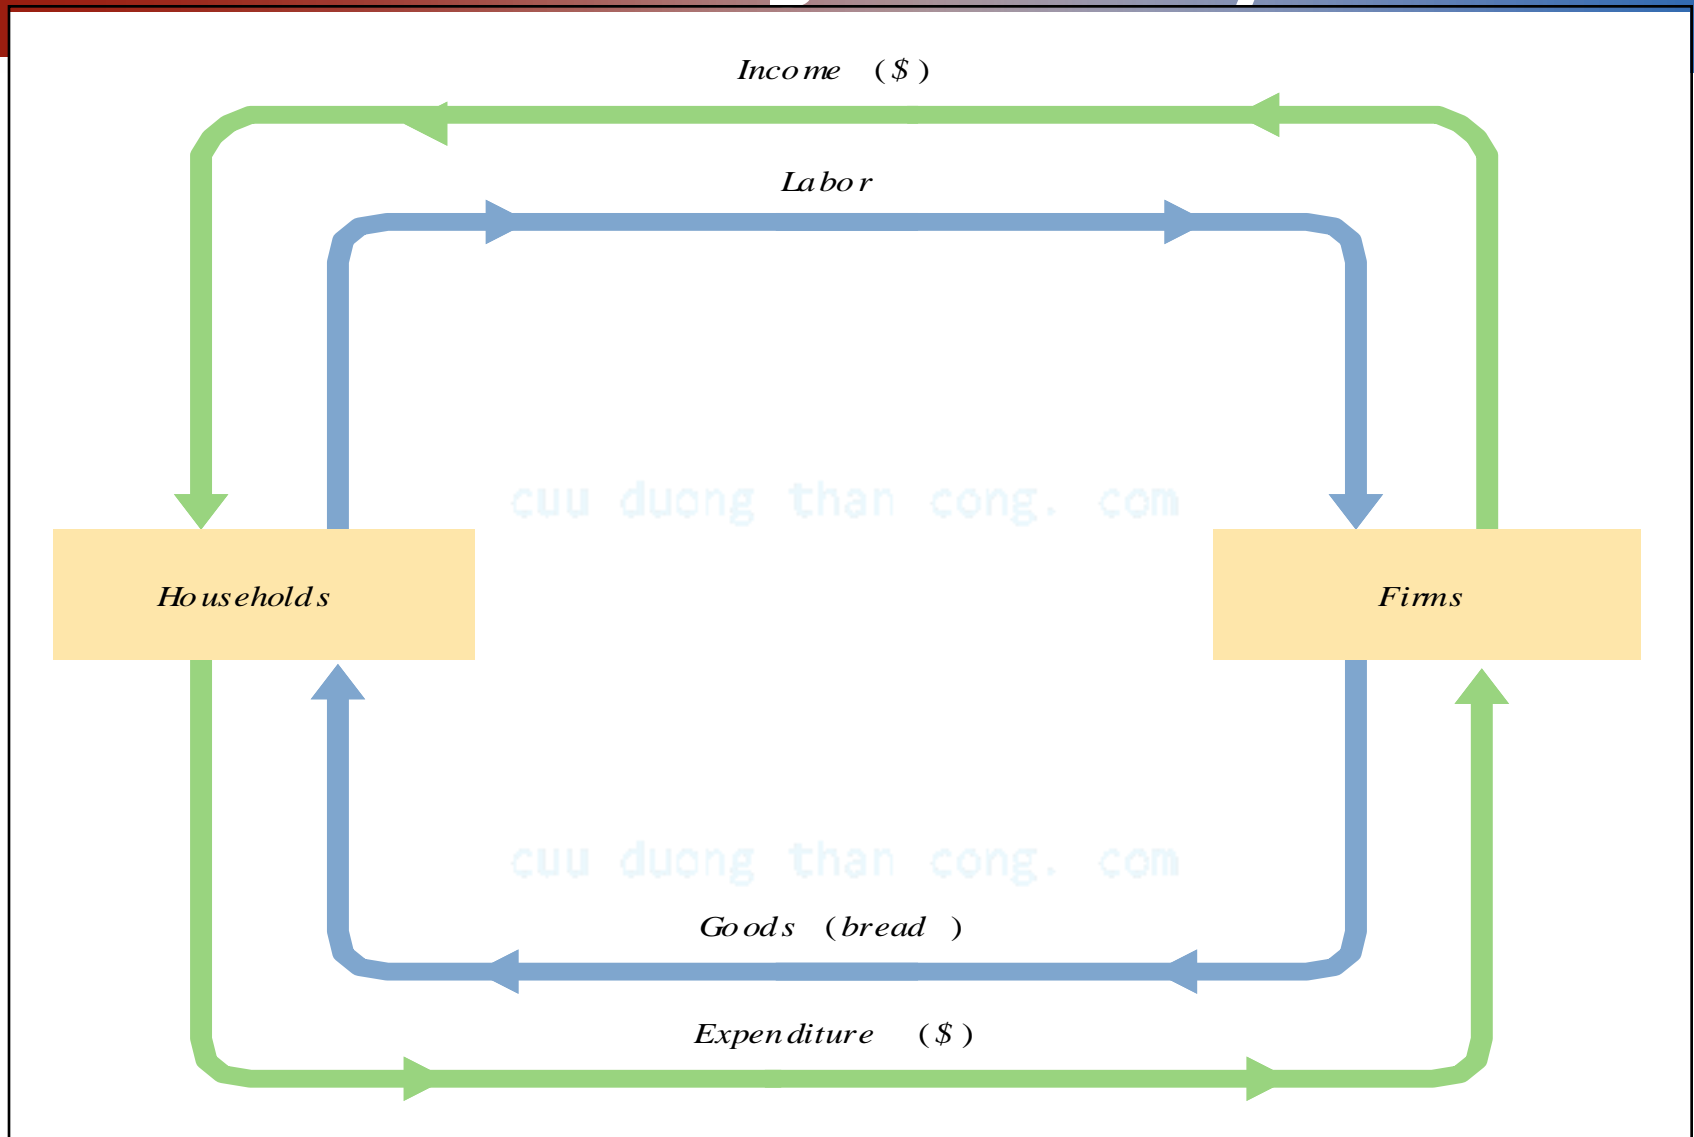 Income ($)
Labor
cuu duong than cong. com
Households
Firms
cuu duong than cong. com
Goods (bread)
Expenditure ($)